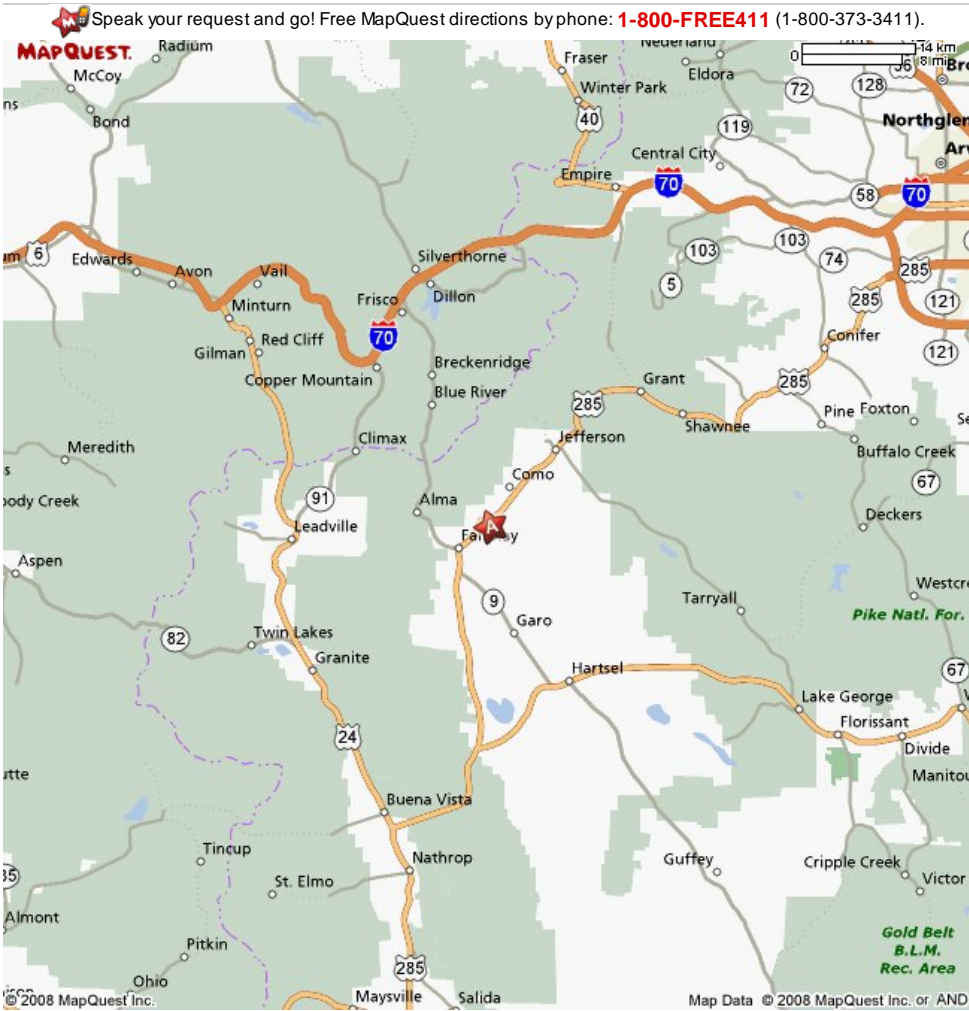 Speak your request and go! Free MapQuest directions by phone: 1-800-FREE411 (1-800-373-3411).
MAPQUEST.
Radium
McCoy
Bond
Fraser
Winter Park
40
Nederland
Eldora
0
14 km
8 mi
72
128
119
Central City
Empire
70
58
70
6
Edwards
Avon
Vail
Minturn
Silverthorne
Dillon
Frisco
70
103
103
74
5
285
285
121
Gilman
Red Cliff
Copper Mountain
Breckenridge
Blue River
Conifer
121
Grant
285
285
Shawnee
Pine
Foxton
Meredith
Climax
Jefferson
Buffalo Creek
67
Como
91
Alma
Leadville
A
Deckers
Aspen
9
Garo
Tarryall
Pike Natl. For.
82
Twin Lakes
Granite
Hartsel
67
Lake George
Florissant
Divide
24
Buena Vista
Nathrop
Tincup
St. Elmo
Guffey
Cripple Creek
Victor
Almont
Pitkin
Gold Belt
B.L.M.
Rec. Area
285
Ohio
Maysville
Salida
© 2008 MapQuest Inc.
Map Data © 2008 MapQuest Inc. or AND